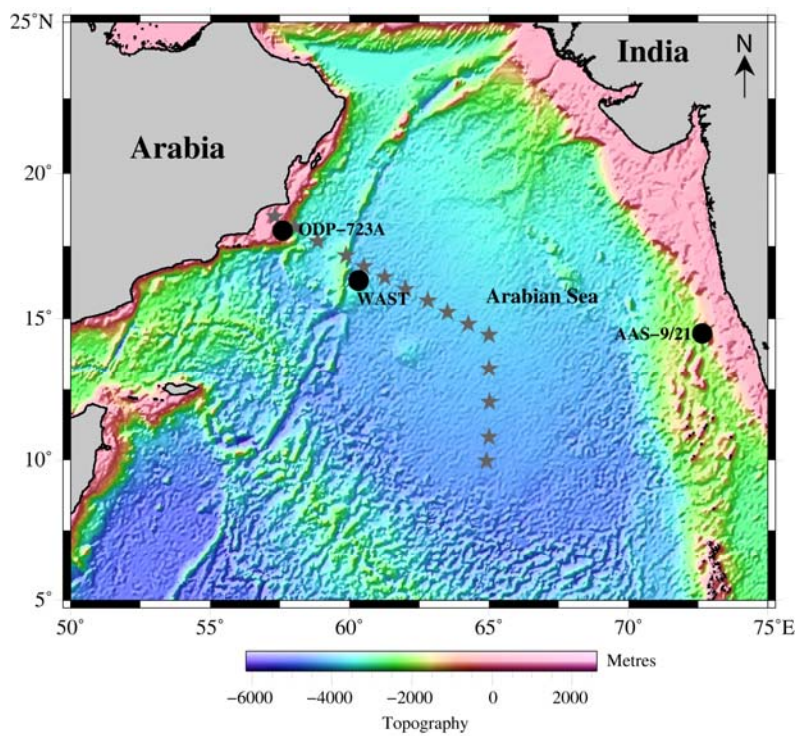 25°N
India
N
Arabia
20°
ODP−723A
Arabian Sea
WAST
15°
AAS−9/21
10°
5°
50 55 60 65 70 75°E
Metres
−6000 −4000 −2000 0 2000
Topography